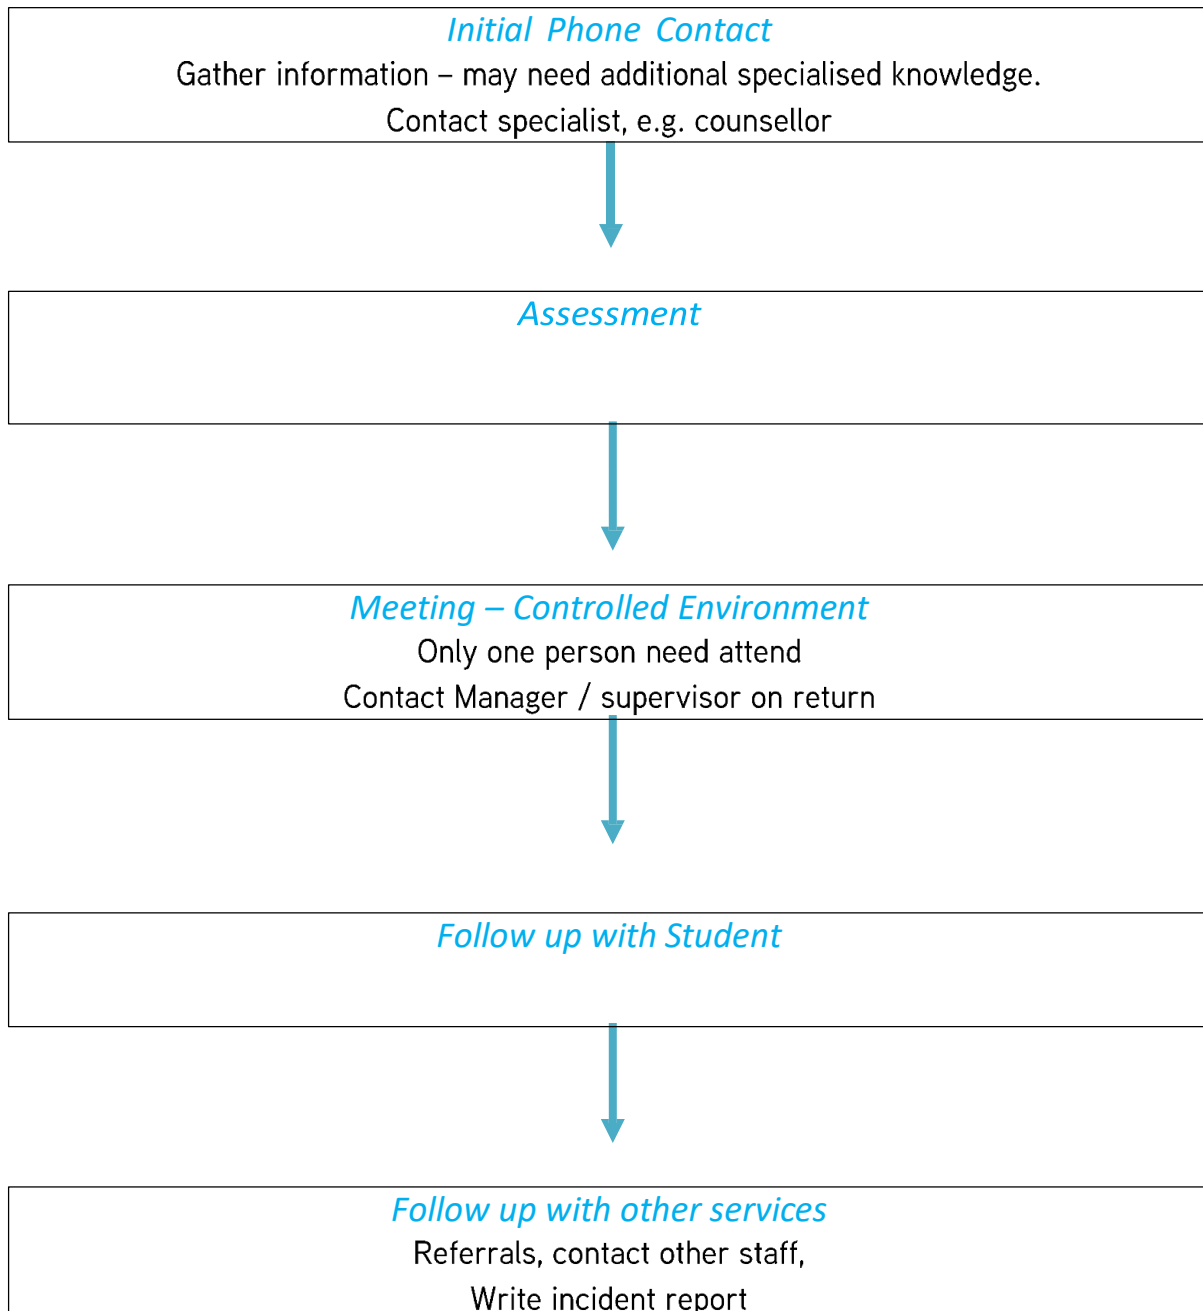 Initial Phone Contact
Gather information – may need additional specialised knowledge.
Contact specialist, e.g. counsellor
Assessment
Meeting – Controlled Environment
Only one person need attend
Contact Manager / supervisor on return
Follow up with Student
Follow up with other services
Referrals, contact other staff,
Write incident report